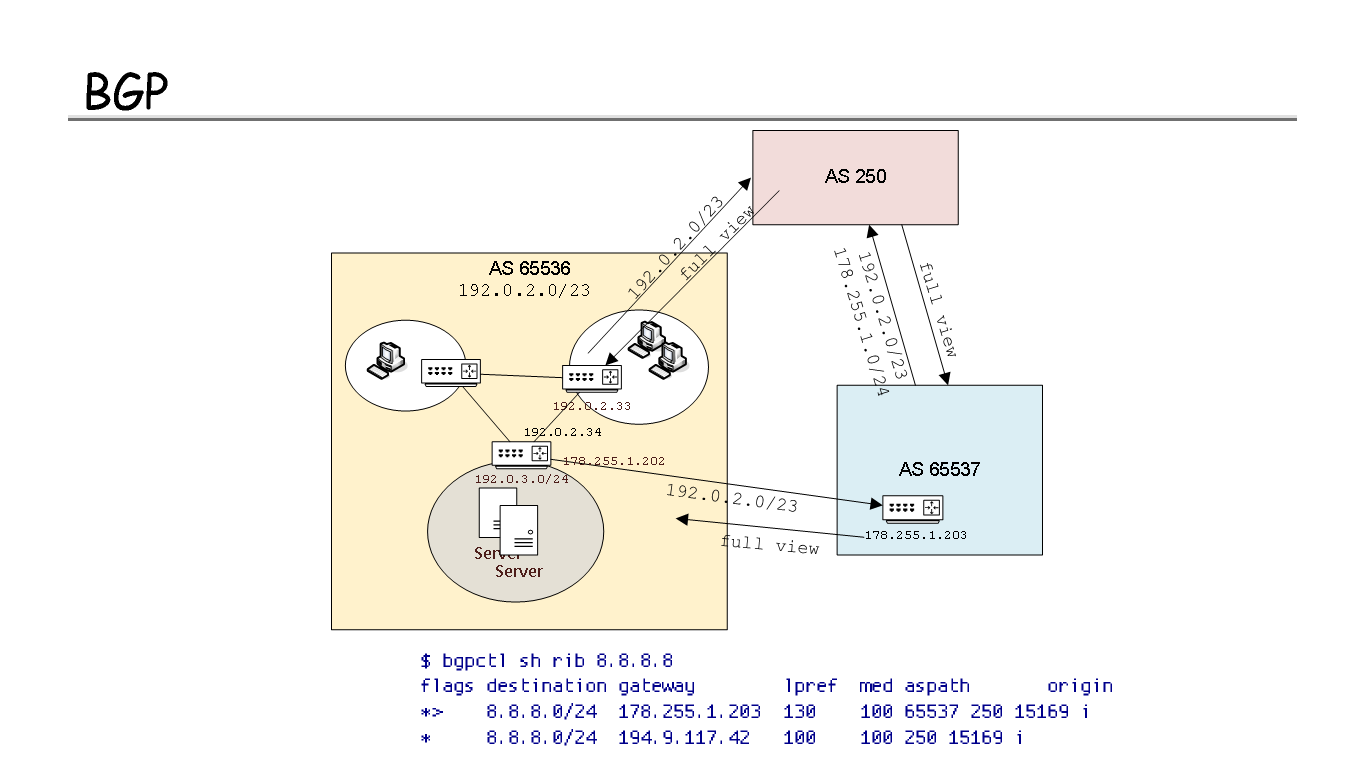 BGP
AS 250
192.0.2.0/23
full view
192.0.2.0/23
178.255.1.0/24
full view
AS 65536
192.0.2.0/23
192.0.2.33
192.0.2.34
178.255.1.202
192.0.3.0/24
Server
Server
192.0.2.0/23
full view
AS 65537
178.255.1.203
$ bgpctl sh rib 8.8.8.8
flags destination gateway lpref med aspath origin
*> 8.8.8.0/24 178.255.1.203 130 100 65537 250 15169 i
* 8.8.8.0/24 194.9.117.42 100 100 250 15169 i